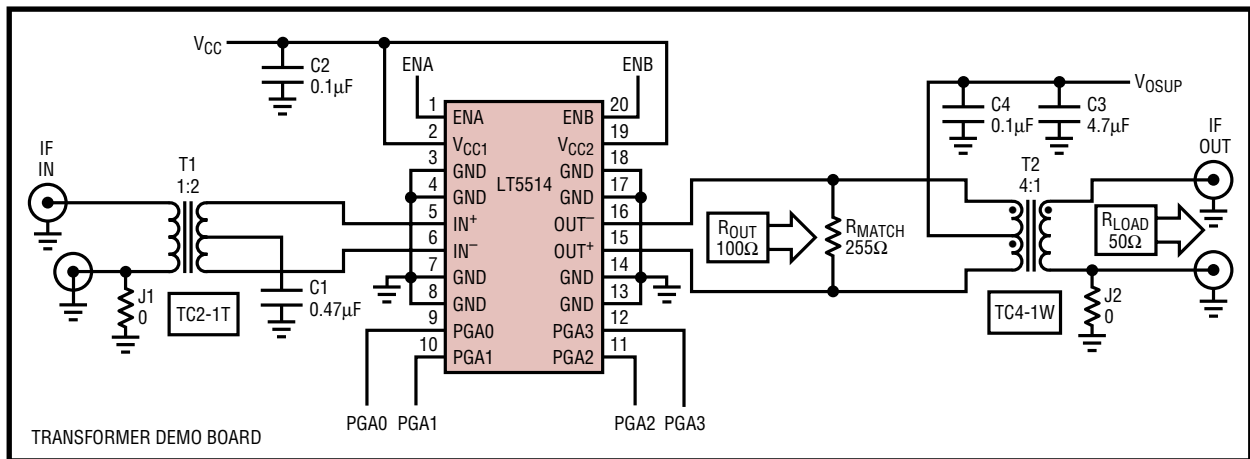 VCC
C2
0.1µF
ENA
ENB
1
ENA
2
VCC1
3
GND
4
GND
5
IN+
6
IN−
7
GND
8
GND
9
PGA0
10
PGA1
LT5514
20
ENB
19
VCC2
18
GND
17
GND
16
OUT−
15
OUT+
14
GND
13
GND
12
PGA3
11
PGA2
IF
IN
T1
1:2
J1
0
TC2-1T
C1
0.47µF
PGA0
PGA1
PGA2
PGA3
ROUT
100Ω
RMATCH
255Ω
C4
0.1µF
C3
4.7µF
VOSUP
T2
4:1
IF
OUT
RLOAD
50Ω
TC4-1W
J2
0
TRANSFORMER DEMO BOARD